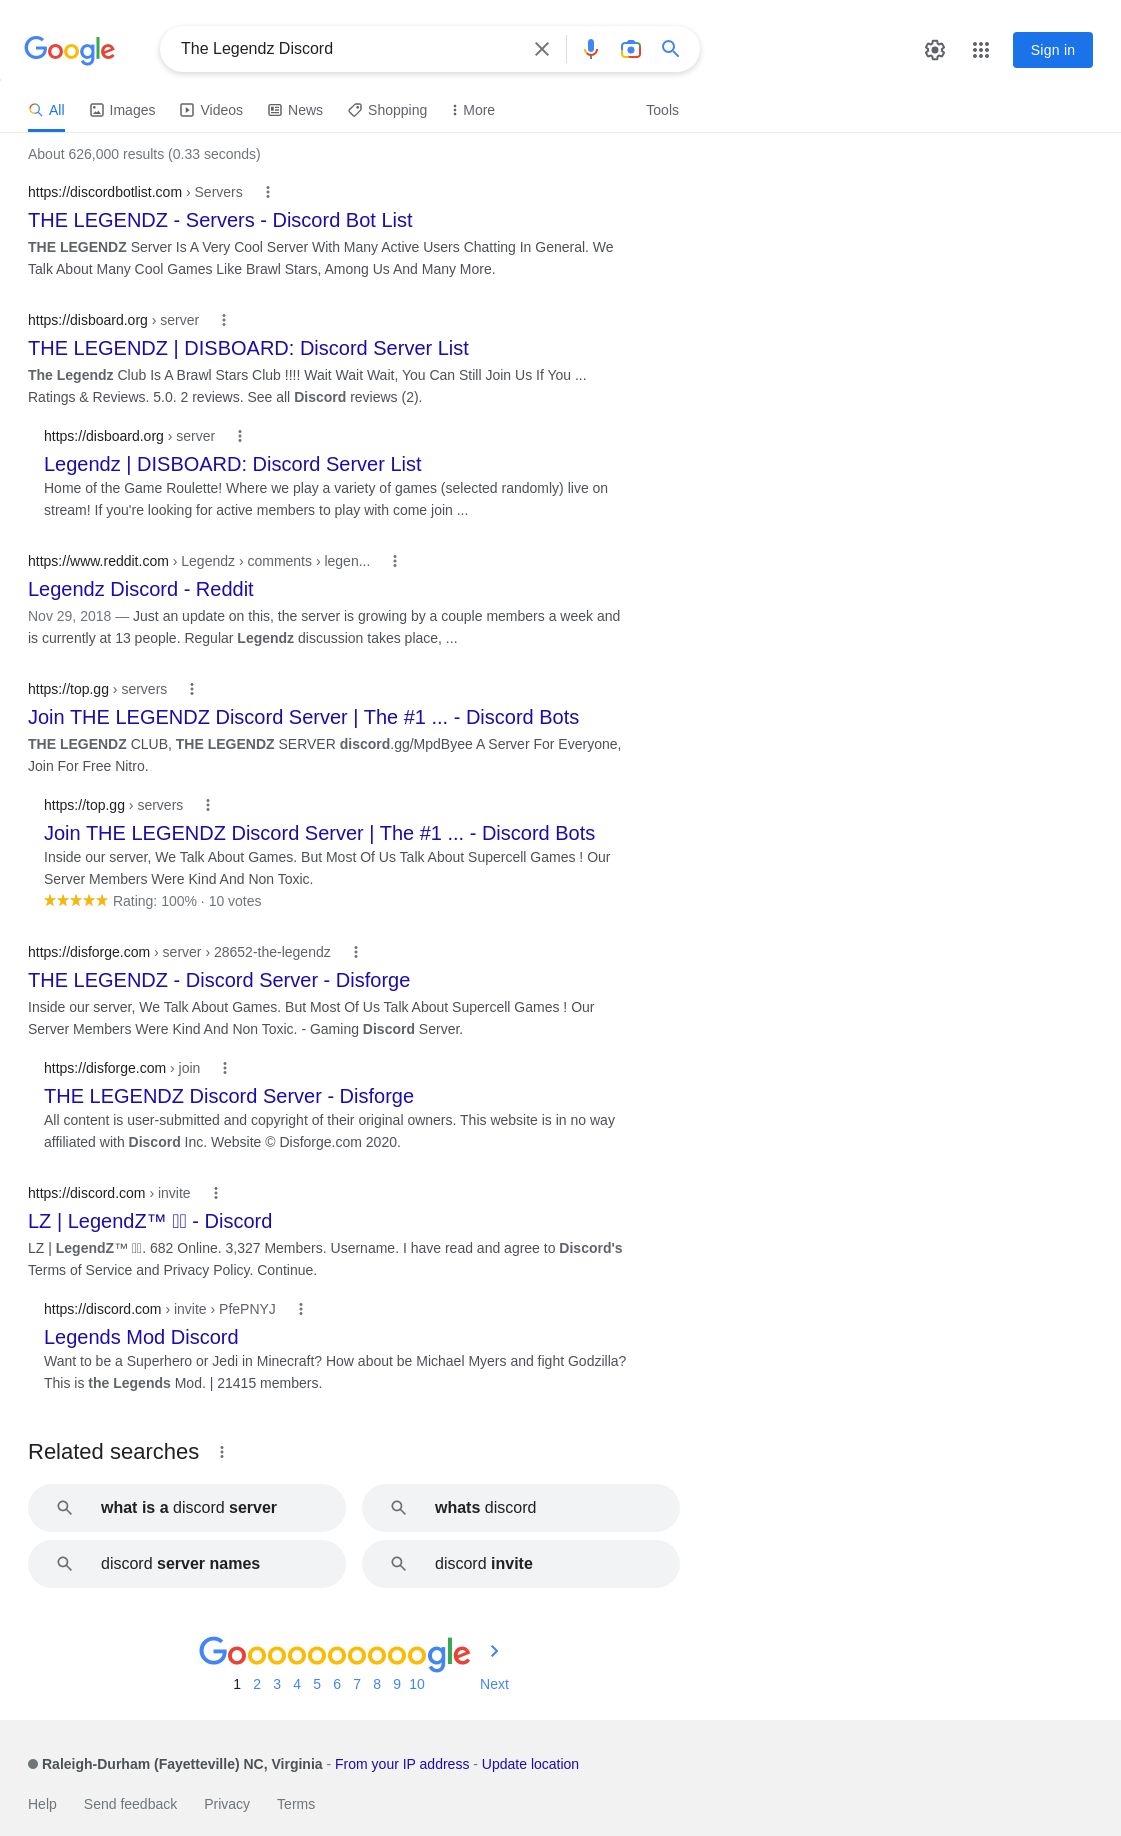 Google
The Legendz Discord
Sign in
All Images Videos News Shopping More Tools
About 626,000 results (0.33 seconds)
https://discordbotlist.com › Servers
THE LEGENDZ - Servers - Discord Bot List
THE LEGENDZ Server Is A Very Cool Server With Many Active Users Chatting In General. We
Talk About Many Cool Games Like Brawl Stars, Among Us And Many More.
https://disboard.org › server
THE LEGENDZ | DISBOARD: Discord Server List
The Legendz Club Is A Brawl Stars Club !!!! Wait Wait Wait, You Can Still Join Us If You ...
Ratings & Reviews. 5.0. 2 reviews. See all Discord reviews (2).
https://disboard.org › server
Legendz | DISBOARD: Discord Server List
Home of the Game Roulette! Where we play a variety of games (selected randomly) live on
stream! If you're looking for active members to play with come join ...
https://www.reddit.com › Legendz › comments › legen...
Legendz Discord - Reddit
Nov 29, 2018 — Just an update on this, the server is growing by a couple members a week and
is currently at 13 people. Regular Legendz discussion takes place, ...
https://top.gg › servers
Join THE LEGENDZ Discord Server | The #1 ... - Discord Bots
THE LEGENDZ CLUB, THE LEGENDZ SERVER discord.gg/MpdByee A Server For Everyone,
Join For Free Nitro.
https://top.gg › servers
Join THE LEGENDZ Discord Server | The #1 ... - Discord Bots
Inside our server, We Talk About Games. But Most Of Us Talk About Supercell Games ! Our
Server Members Were Kind And Non Toxic.
Rating: 100% · 10 votes
https://disforge.com › server › 28652-the-legendz
THE LEGENDZ - Discord Server - Disforge
Inside our server, We Talk About Games. But Most Of Us Talk About Supercell Games ! Our
Server Members Were Kind And Non Toxic. - Gaming Discord Server.
https://disforge.com › join
THE LEGENDZ Discord Server - Disforge
All content is user-submitted and copyright of their original owners. This website is in no way
affiliated with Discord Inc. Website © Disforge.com 2020.
https://discord.com › invite
LZ | LegendZ™ - Discord
LZ | LegendZ™ . 682 Online. 3,327 Members. Username. I have read and agree to Discord's
Terms of Service and Privacy Policy. Continue.
https://discord.com › invite › PfePNYJ
Legends Mod Discord
Want to be a Superhero or Jedi in Minecraft? How about be Michael Myers and fight Godzilla?
This is the Legends Mod. | 21415 members.
Related searches
what is a discord server
whats discord
discord server names
discord invite
Goooooooooogle
1 2 3 4 5 6 7 8 9 10 Next
Raleigh-Durham (Fayetteville) NC, Virginia - From your IP address - Update location
Help Send feedback Privacy Terms